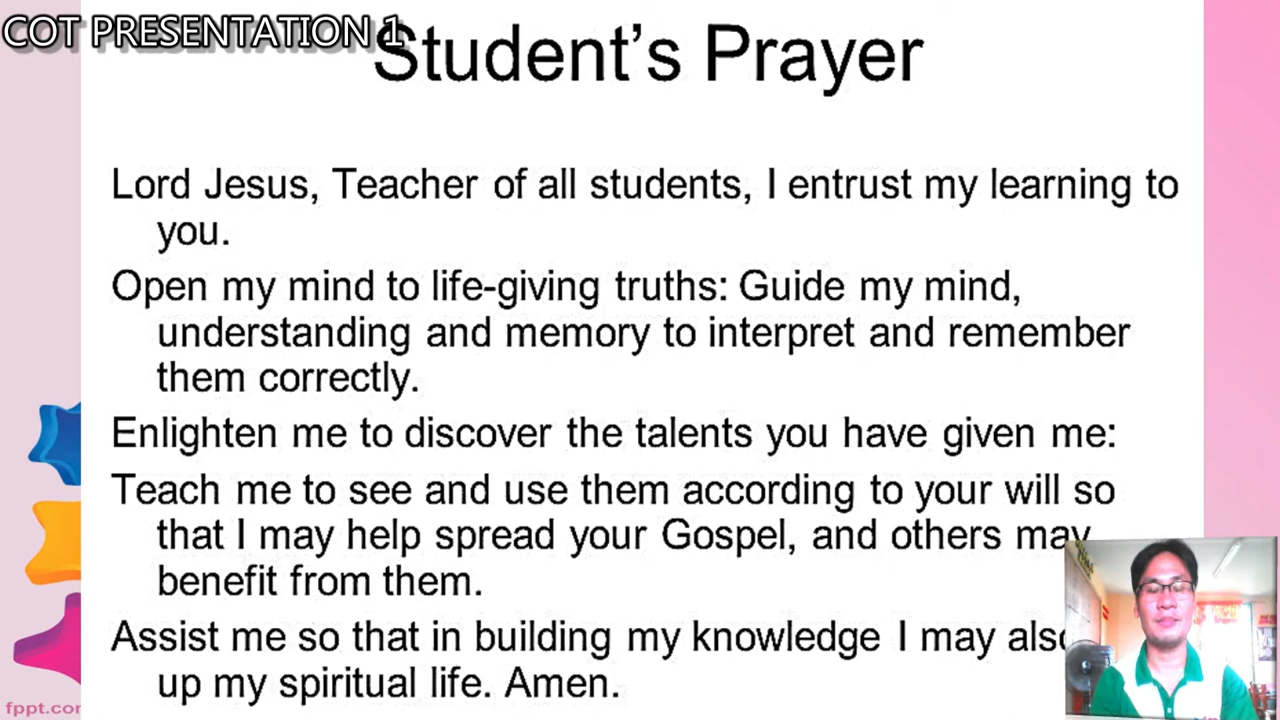 COT PRESENTATION 1
Student's Prayer
Lord Jesus, Teacher of all students, I entrust my learning to
you.
Open my mind to life-giving truths: Guide my mind,
understanding and memory to interpret and remember
them correctly.
Enlighten me to discover the talents you have given me:
Teach me to see and use them according to your will so
that I may help spread your Gospel, and others may
benefit from them.
Assist me so that in building my knowledge I may also
up my spiritual life. Amen.
fppt.com